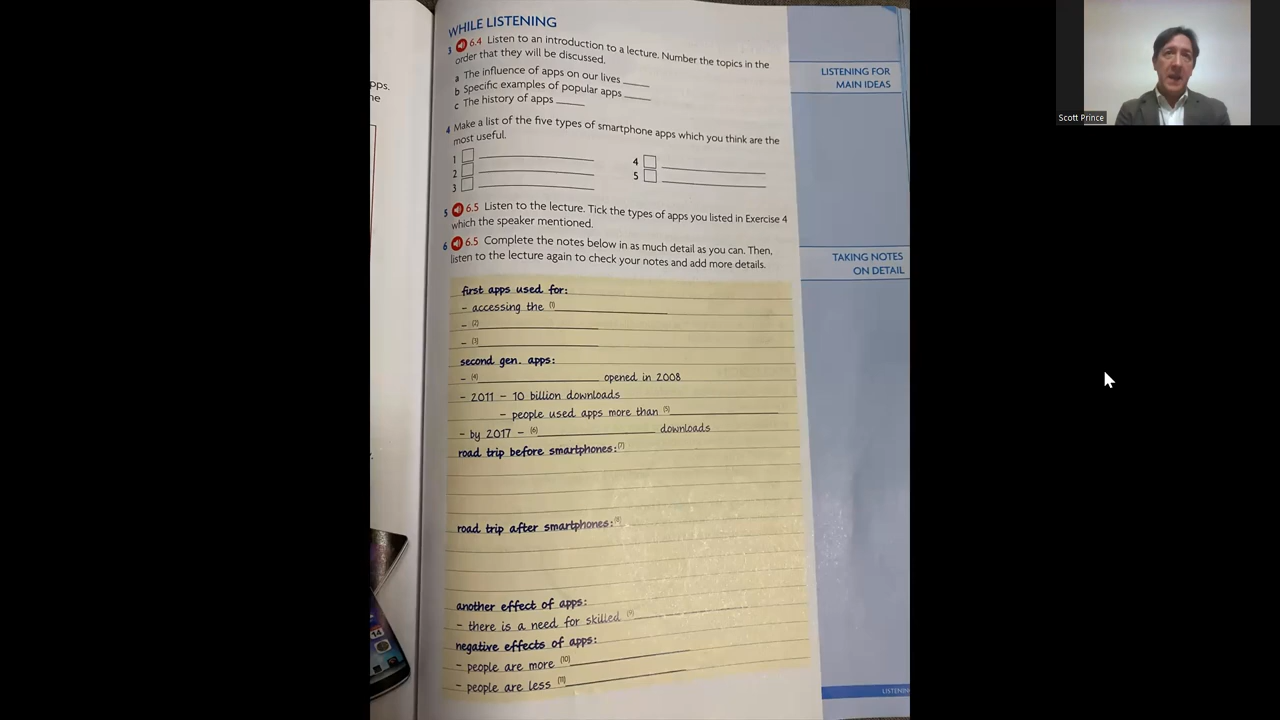 pps.
ne
WHILE LISTENING
3 6.4 Listen to an introduction to a lecture. Number the topics in the
order that they will be discussed.
a The influence of apps on our lives
b Specific examples of popular apps
c The history of apps
LISTENING FOR
MAIN IDEAS
4 Make a list of the five types of smartphone apps which you think are the
most useful.
1
2
3
4
5
5 6.5 Listen to the lecture. Tick the types of apps you listed in Exercise 4
which the speaker mentioned.
6 6.5 Complete the notes below in as much detail as you can. Then,
listen to the lecture again to check your notes and add more details.
TAKING NOTES
ON DETAIL
first apps used for:
- accessing the (1)
- (2)
- (3)
second gen. apps:
- (4) opened in 2008
- 2011 - 10 billion downloads
- people used apps more than (5)
- by 2017 - (6) downloads
road trip before smartphones: (7)
road trip after smartphones: (8)
another effect of apps:
- there is a need for skilled (9)
negative effects of apps:
- people are more (10)
- people are less (11)
14
Scott Prince